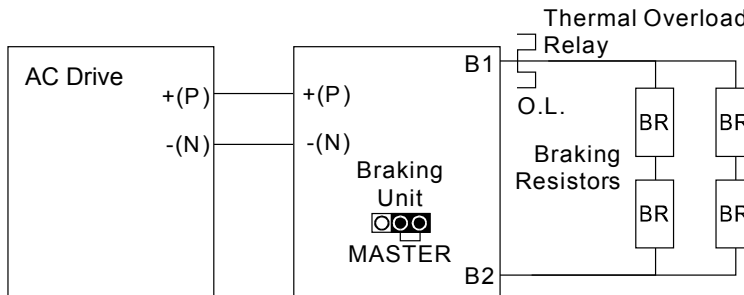 Thermal Overload
Relay
AC Drive
+(P)
-(N)
+(P)
-(N)
B1
O.L.
Braking
Unit
MASTER
B2
Braking
Resistors
BR
BR
BR
BR